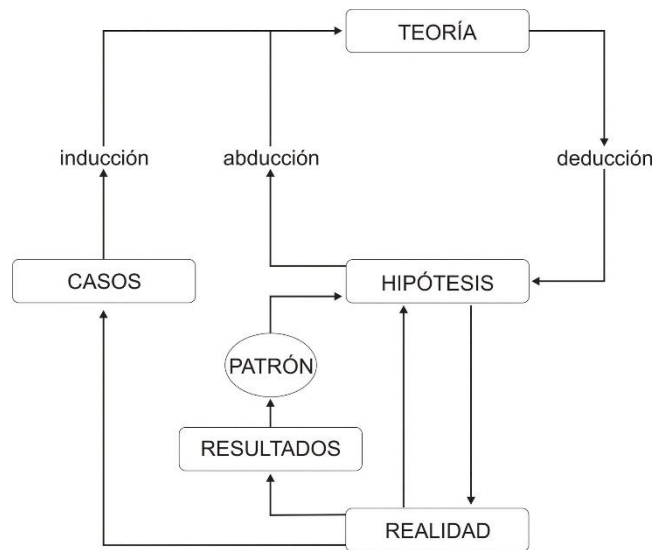 TEORÍA
inducción
abducción
deducción
CASOS
HIPÓTESIS
PATRÓN
RESULTADOS
REALIDAD